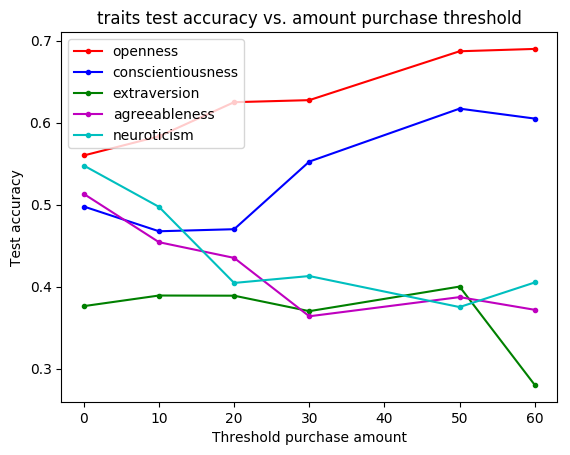 traits test accuracy vs. amount purchase threshold
openness
conscientiousness
extraversion
agreeableness
neuroticism
Test accuracy
0.7
0.6
0.5
0.4
0.3
0 10 20 30 40 50 60
Threshold purchase amount